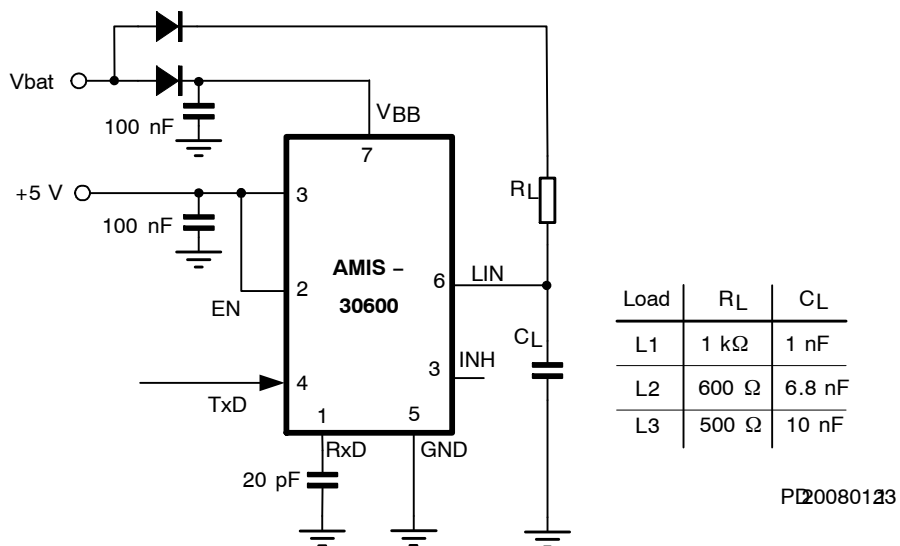 Vbat
100 nF
VBB
7
+5 V
3
100 nF
RL
AMIS –
30600
6
LIN
2
EN
CL
3
INH
4
TxD
1
5
RxD
GND
20 pF
Load RL CL
L1 1 kΩ 1 nF
L2 600 Ω 6.8 nF
L3 500 Ω 10 nF